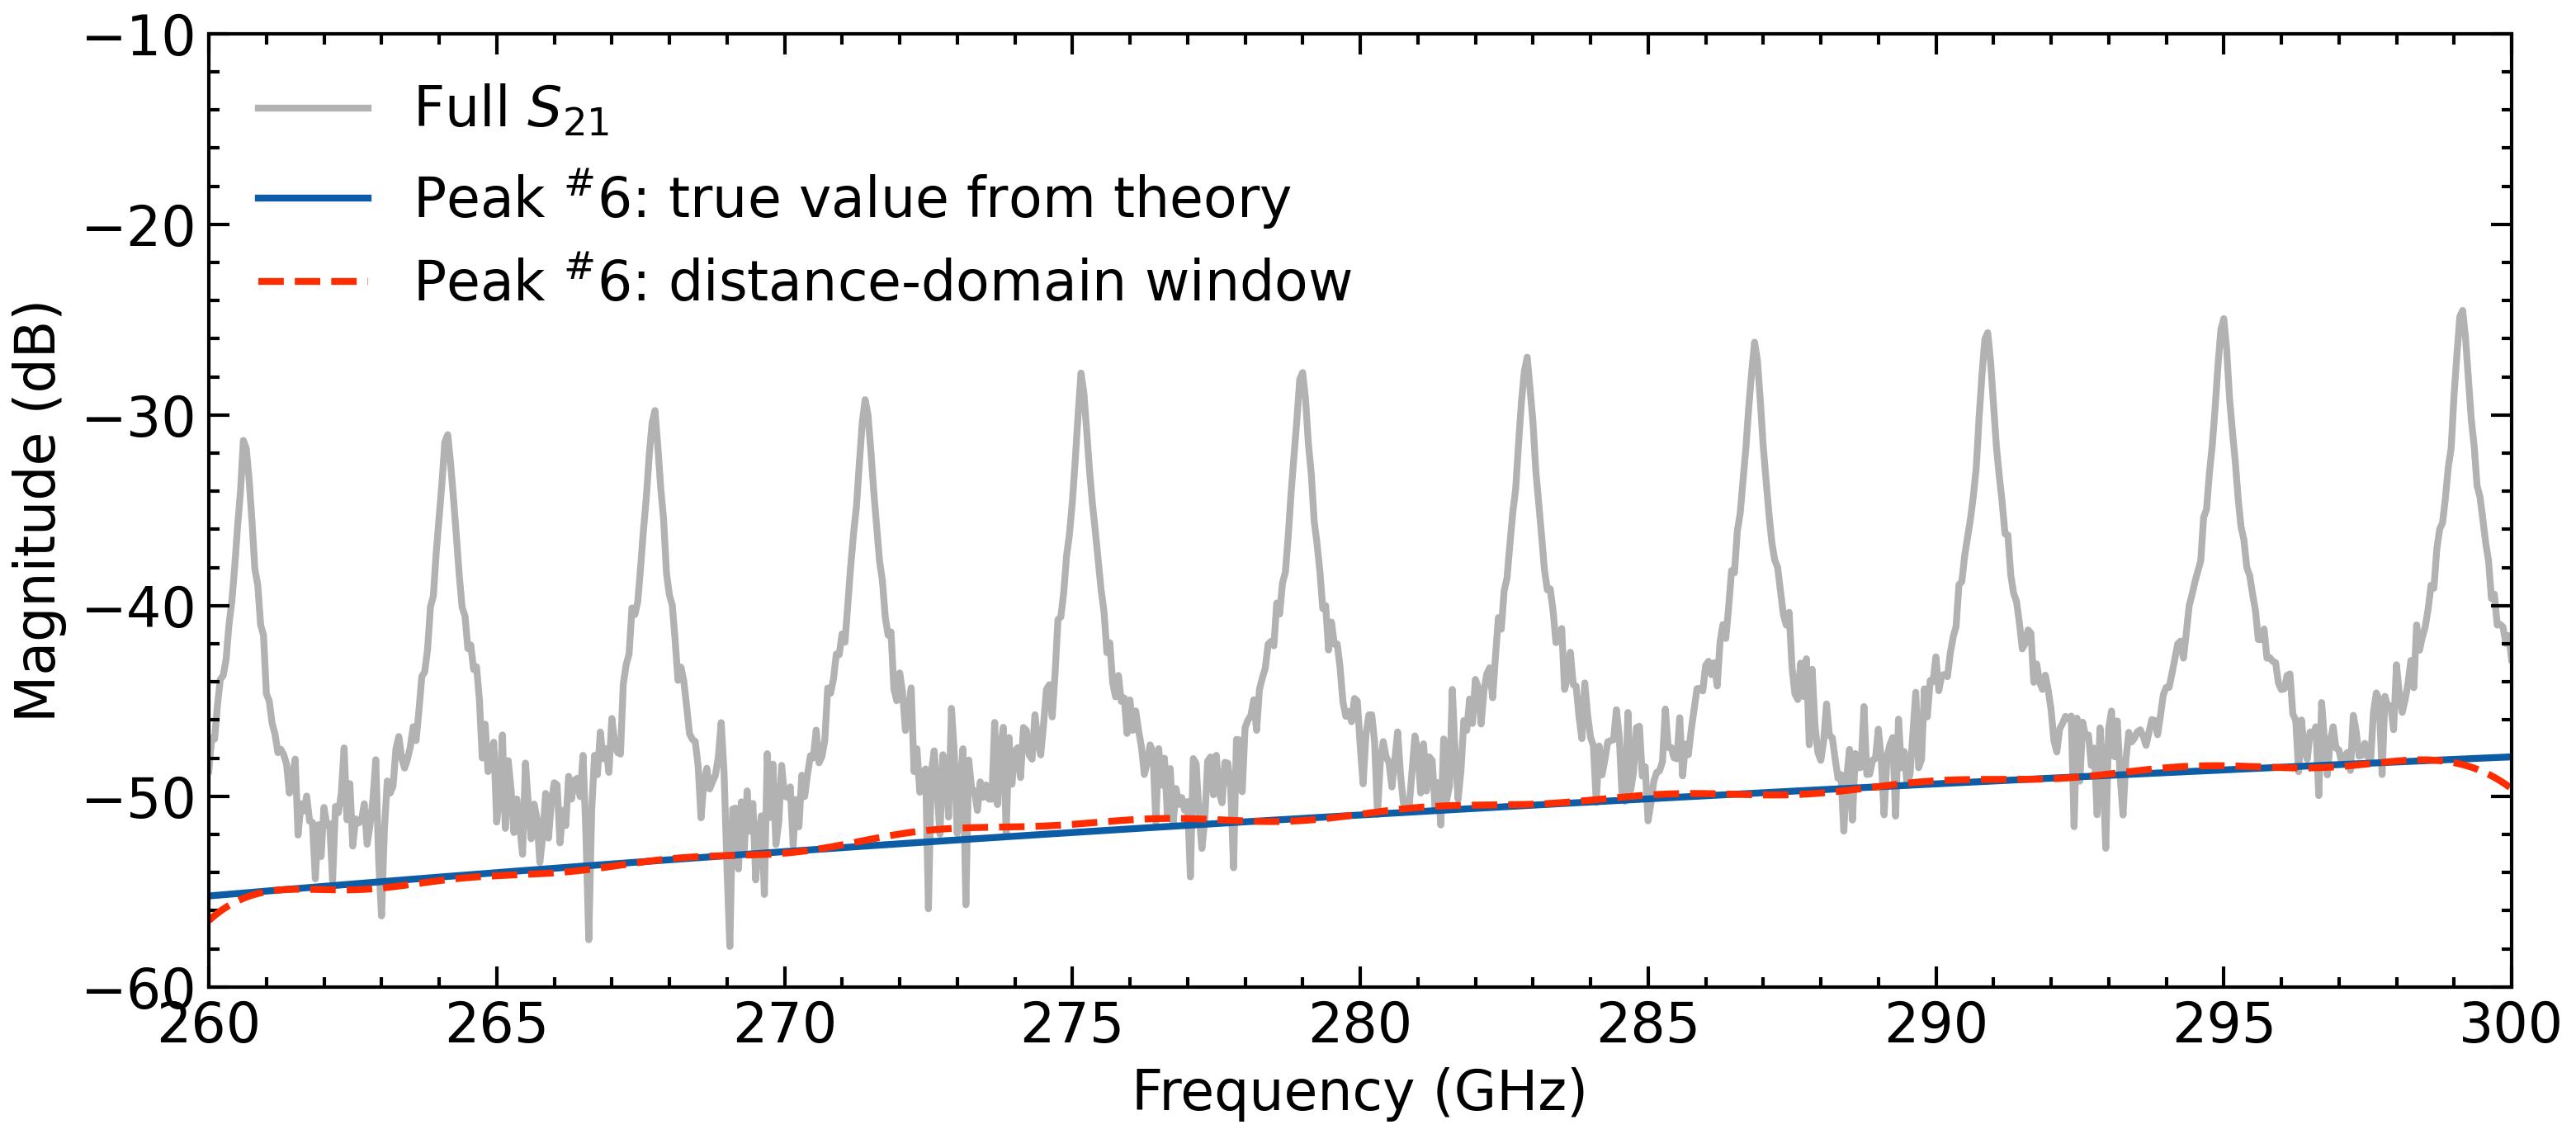 −10
−20
−30
−40
−50
−60
Magnitude (dB)
Full S₂₁
Peak #6: true value from theory
Peak #6: distance-domain window
260 265 270 275 280 285 290 295 300
Frequency (GHz)